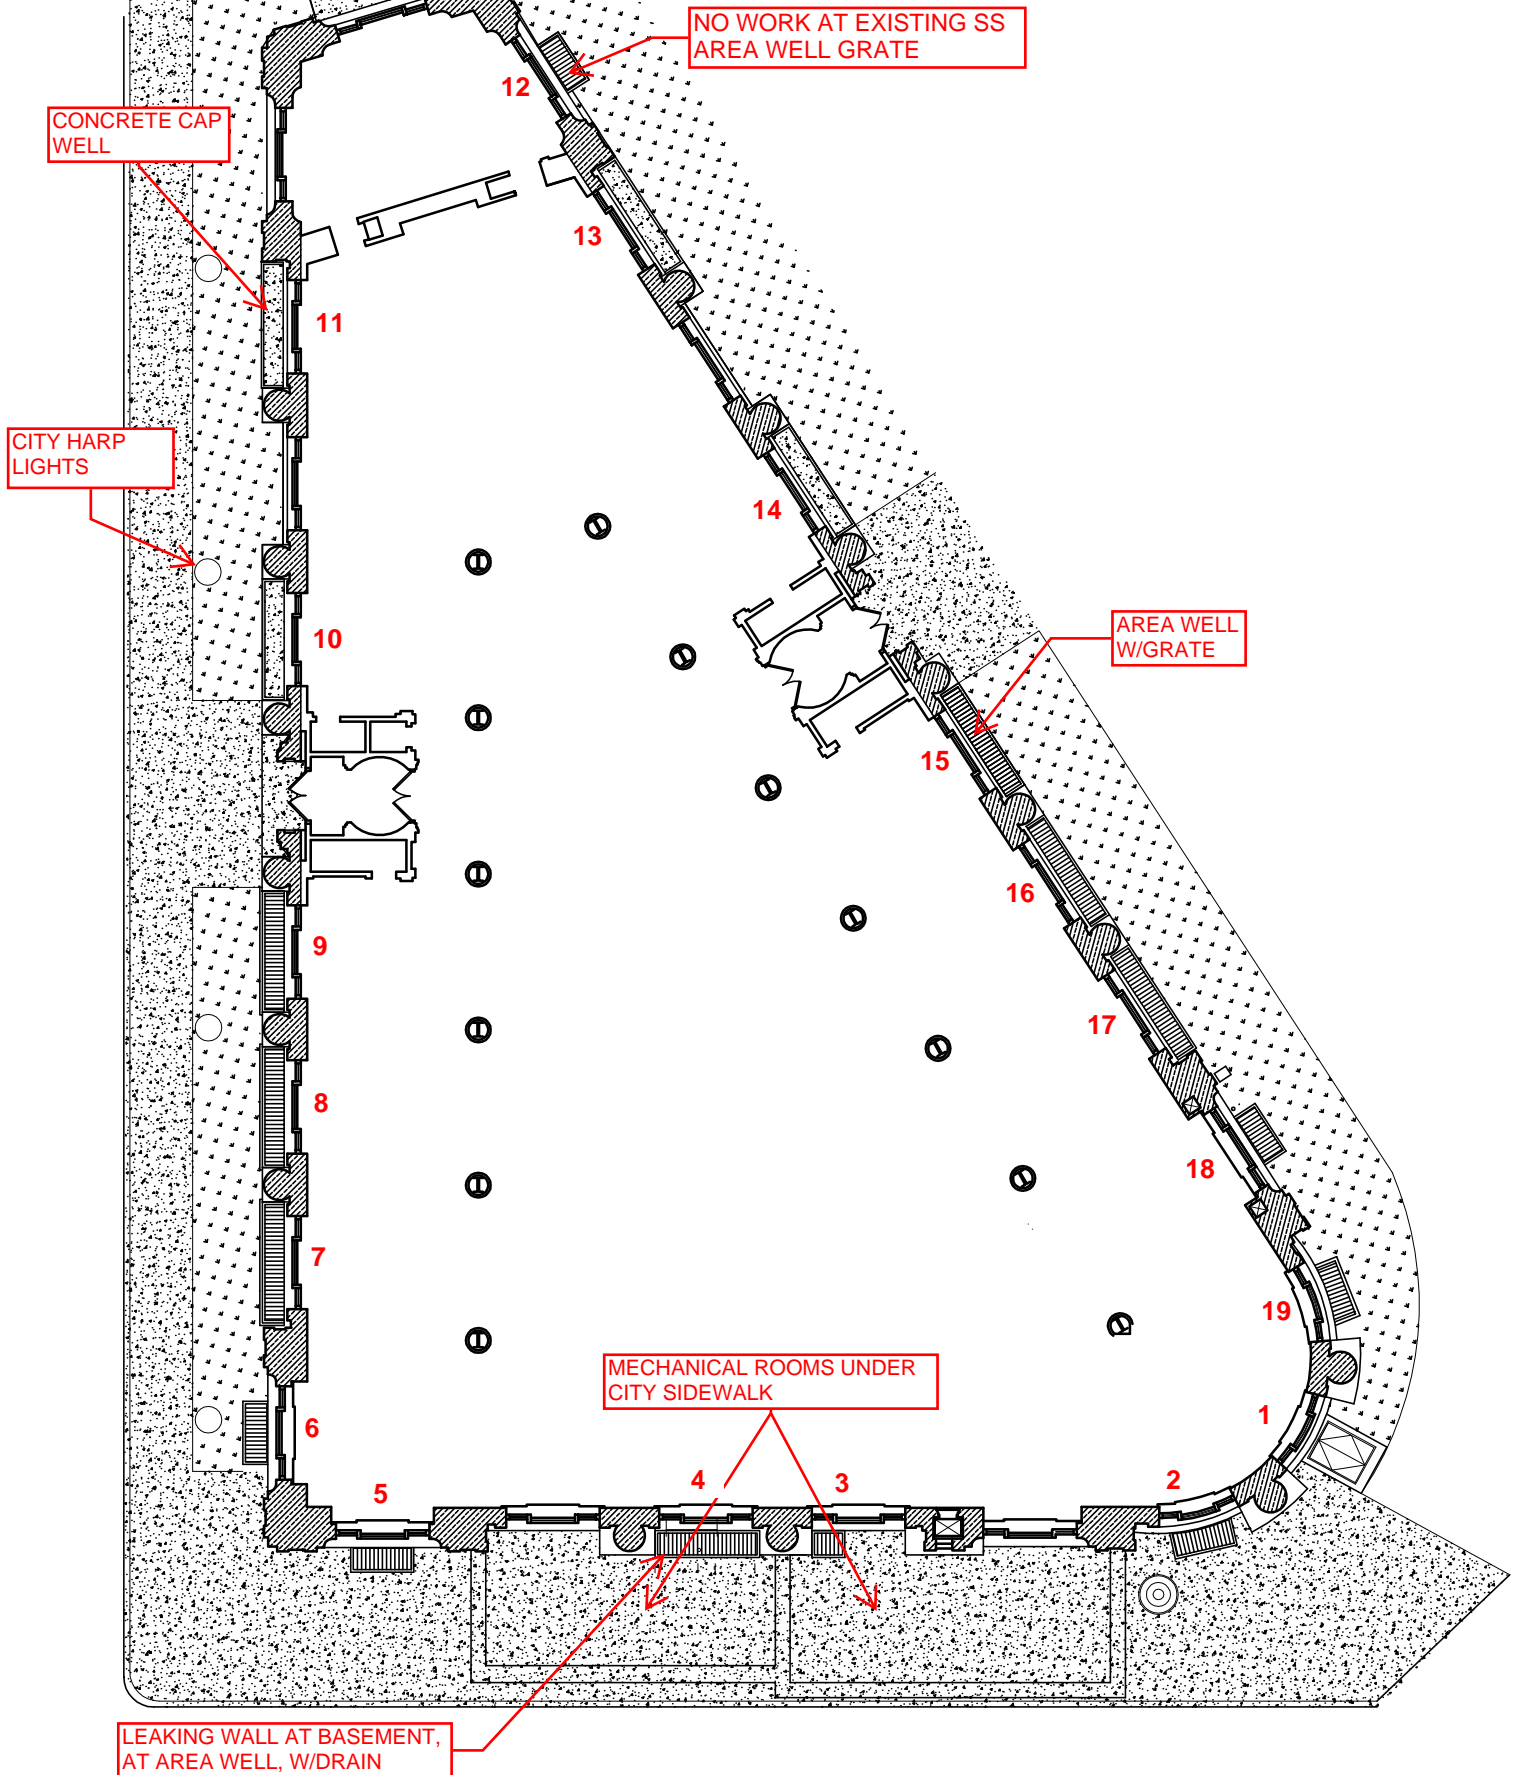 NO WORK AT EXISTING SS
AREA WELL GRATE
12
CONCRETE CAP
WELL
13
11
CITY HARP
LIGHTS
14
10
AREA WELL
W/GRATE
15
16
9
17
8
18
7
19
MECHANICAL ROOMS UNDER
CITY SIDEWALK
6
1
5
4
3
2
LEAKING WALL AT BASEMENT,
AT AREA WELL, W/DRAIN